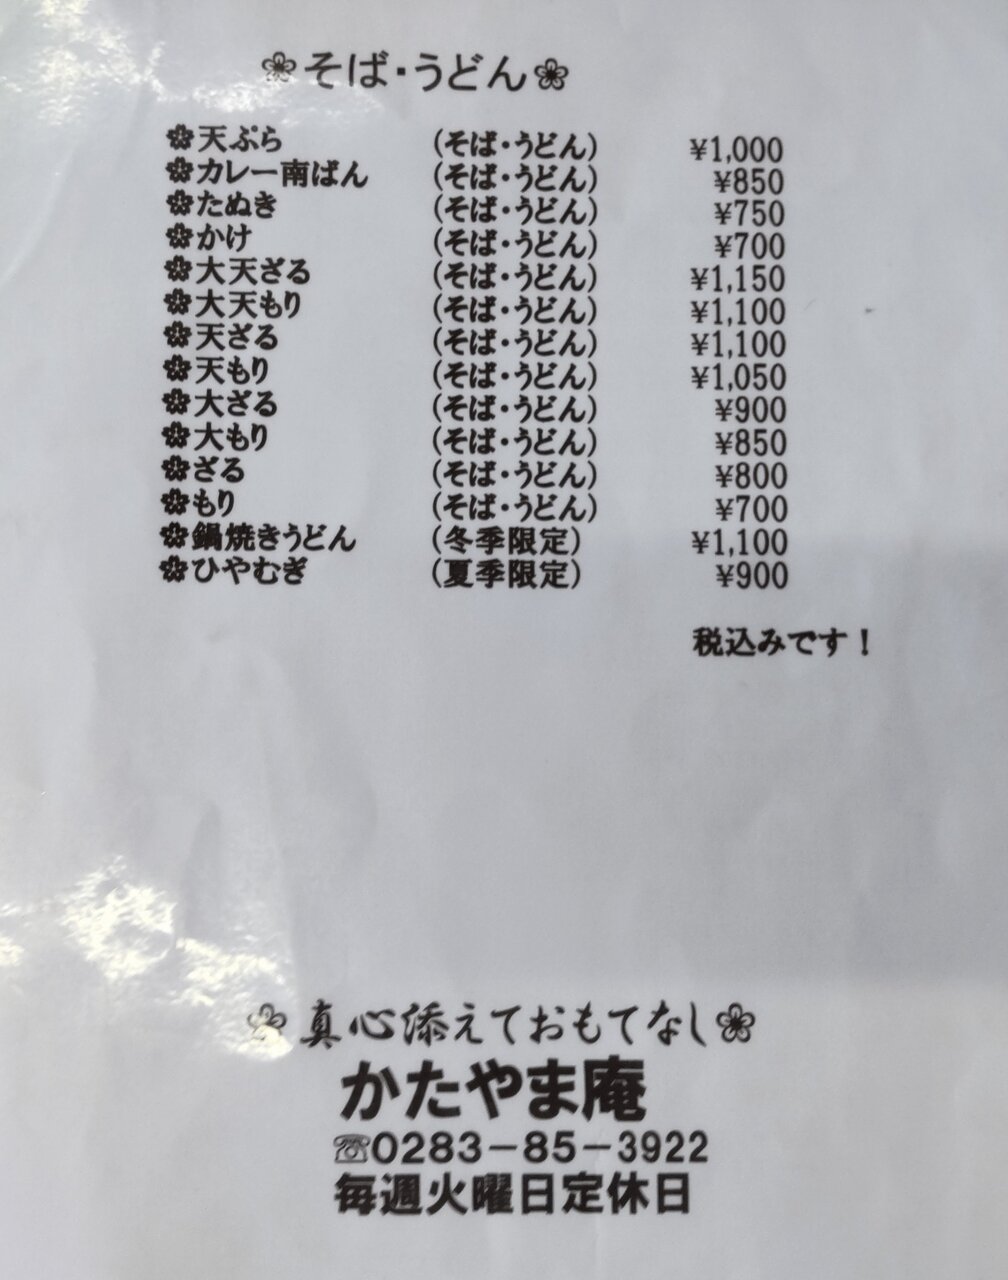 ❀そば・うどん❀
✿天ぷら (そば・うどん) ¥1,000
✿カレー南ばん (そば・うどん) ¥850
✿たぬき (そば・うどん) ¥750
✿かけ (そば・うどん) ¥700
✿大天ざる (そば・うどん) ¥1,150
✿大天もり (そば・うどん) ¥1,100
✿天ざる (そば・うどん) ¥1,100
✿天もり (そば・うどん) ¥1,050
✿大ざる (そば・うどん) ¥900
✿大もり (そば・うどん) ¥850
✿ざる (そば・うどん) ¥800
✿もり (そば・うどん) ¥700
✿鍋焼きうどん (冬季限定) ¥1,100
✿ひやむぎ (夏季限定) ¥900
税込みです！
❀真心添えておもてなし❀
かたやま庵
☏0283－85－3922
毎週火曜日定休日